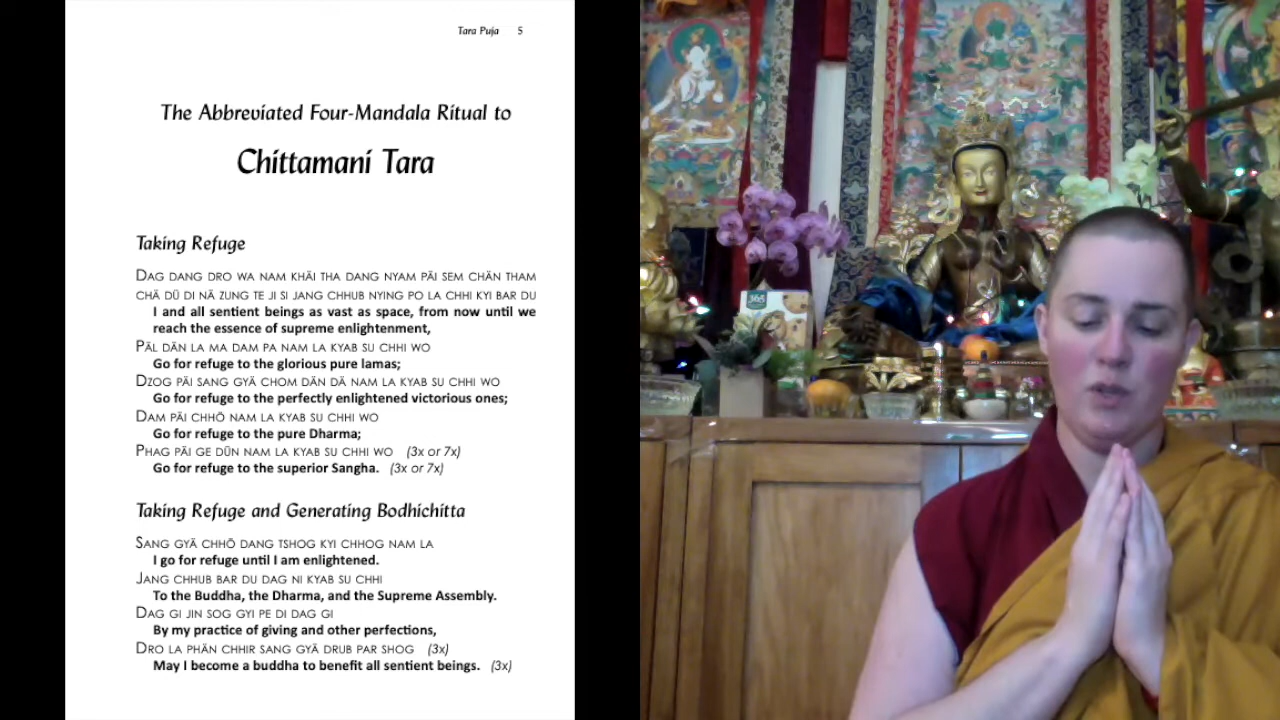 Tara Puja 5
The Abbreviated Four-Mandala Ritual to
Chittamani Tara
Taking Refuge
DAG DANG DRO WA NAM KHÄI THA DANG NYAM PÄI SEM CHÄN THAM
CHÄ DÜ DI NÄ ZUNG TE JI SI JANG CHHUB NYING PO LA CHHI KYI BAR DU
I and all sentient beings as vast as space, from now until we
reach the essence of supreme enlightenment,
PÄL DÄN LA MA DAM PA NAM LA KYAB SU CHHI WO
Go for refuge to the glorious pure lamas;
DZOG PÄI SANG GYÄ CHOM DÄN DÄ NAM LA KYAB SU CHHI WO
Go for refuge to the perfectly enlightened victorious ones;
DAM PÄI CHHÖ NAM LA KYAB SU CHHI WO
Go for refuge to the pure Dharma;
PHAG PÄI GE DÜN NAM LA KYAB SU CHHI WO (3x or 7x)
Go for refuge to the superior Sangha. (3x or 7x)
Taking Refuge and Generating Bodhichitta
SANG GYÄ CHHÖ DANG TSHOG KYI CHHOG NAM LA
I go for refuge until I am enlightened.
JANG CHHUB BAR DU DAG NI KYAB SU CHHI
To the Buddha, the Dharma, and the Supreme Assembly.
DAG GI JIN SOG GYI PE DI DAG GI
By my practice of giving and other perfections,
DRO LA PHÄN CHHIR SANG GYÄ DRUB PAR SHOG (3x)
May I become a buddha to benefit all sentient beings. (3x)
365